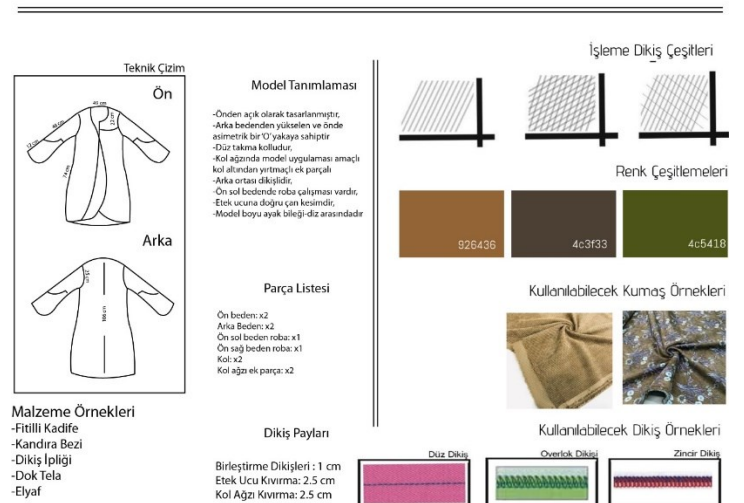 Teknik Çizim
Ön
Arka
Malzeme Örnekleri
-Fitilli Kadife
-Kandıra Bezi
-Dikiş İpliği
-Dok Tela
-Elyaf
Model Tanımlaması
-Önden açık olarak tasarlanmıştır,
-Arka bedenden yükselen ve önde
asimetrik bir 'O' yakaya sahiptir
-Düz takma kolludur,
-Kol ağzında model uygulaması amaçlı
kol altından yırtmaçlı ek parçalı
-Arka ortası dikişlidir,
-Ön sol bedende roba çalışması vardır,
-Etek ucuna doğru çan kesimdir,
-Model boyu ayak bileği-diz arasındadır
Parça Listesi
Ön beden: x2
Arka Beden: x2
Ön sol beden roba: x1
Ön sağ beden roba: x1
Kol: x2
Kol ağzı ek parça: x2
Dikiş Payları
Birleştirme Dikişleri : 1 cm
Etek Ucu Kıvırma: 2.5 cm
Kol Ağzı Kıvırma: 2.5 cm
İşleme Dikiş Çeşitleri
Renk Çeşitlemeleri
926436
4c3f33
4c5418
Kullanılabilecek Kumaş Örnekleri
Kullanılabilecek Dikiş Örnekleri
Düz Dikiş
Overlok Dikişi
Zincir Dikiş